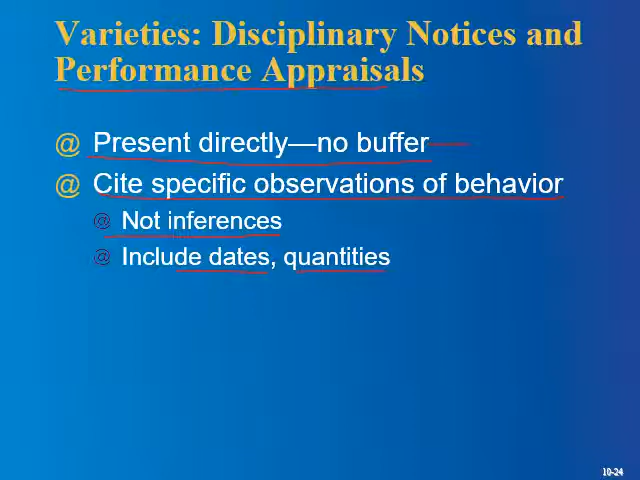 Varieties: Disciplinary Notices and
Performance Appraisals
@ Present directly—no buffer
@ Cite specific observations of behavior
@ Not inferences
@ Include dates, quantities
10-24